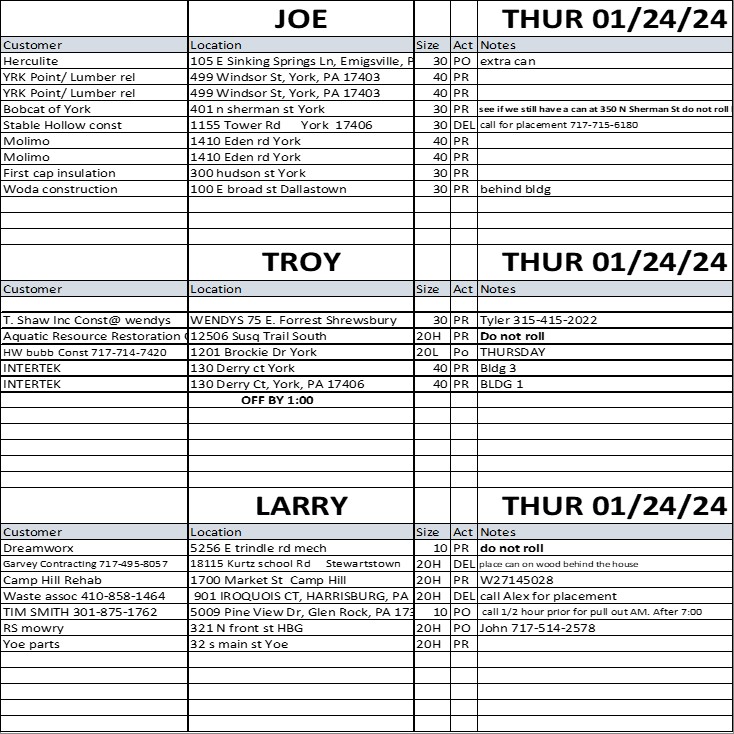 JOE THUR 01/24/24
Customer Location Size Act Notes
Herculite 105 E Sinking Springs Ln, Emigsville, P 30 PO extra can
YRK Point/ Lumber rel 499 Windsor St, York, PA 17403 40 PR
YRK Point/ Lumber rel 499 Windsor St, York, PA 17403 40 PR
Bobcat of York 401 n sherman st York 30 PR see if we still have a can at 350 N Sherman St do not roll
Stable Hollow const 1155 Tower Rd York 17406 30 DEL call for placement 717-715-6180
Molimo 1410 Eden rd York 40 PR
Molimo 1410 Eden rd York 40 PR
First cap insulation 300 hudson st York 30 PR
Woda construction 100 E broad st Dallastown 30 PR behind bldg
TROY THUR 01/24/24
Customer Location Size Act Notes
T. Shaw Inc Const@ wendys WENDYS 75 E. Forrest Shrewsbury 30 PR Tyler 315-415-2022
Aquatic Resource Restoration 12506 Susq Trail South 20H PR Do not roll
HW bubb Const 717-714-7420 1201 Brockie Dr York 20L Po THURSDAY
INTERTEK 130 Derry ct York 40 PR Bldg 3
INTERTEK 130 Derry Ct, York, PA 17406 40 PR BLDG 1
OFF BY 1:00
LARRY THUR 01/24/24
Customer Location Size Act Notes
Dreamworx 5256 E trindle rd mech 10 PR do not roll
Garvey Contracting 717-495-8057 18115 Kurtz school Rd Stewartstown 20H DEL place can on wood behind the house
Camp Hill Rehab 1700 Market St Camp Hill 20H PR W27145028
Waste assoc 410-858-1464 901 IROQUOIS CT, HARRISBURG, PA 20H DEL call Alex for placement
TIM SMITH 301-875-1762 5009 Pine View Dr, Glen Rock, PA 173 10 PO call 1/2 hour prior for pull out AM. After 7:00
RS mowry 321 N front st HBG 20H PO John 717-514-2578
Yoe parts 32 s main st Yoe 20H PR